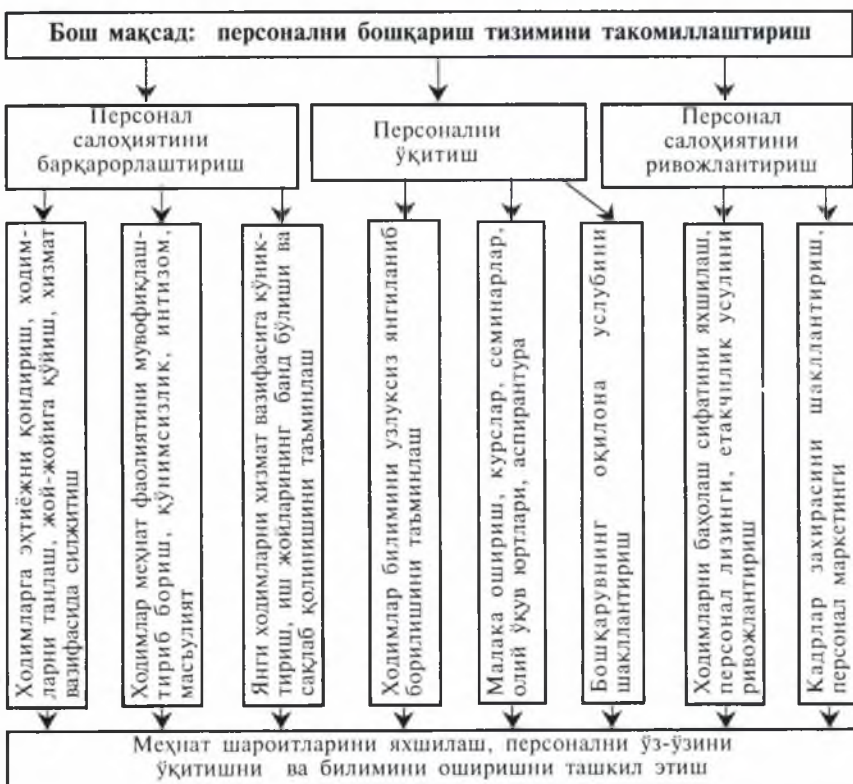 Бош мақсад: персонални бошқариш тизимини такомиллаштириш
Персонал
салоҳиятини
барқарорлаштириш
Персонални
ўқитиш
Персонал
салоҳиятини
ривожлантириш
Ходимларга эҳтиёжни қондириш, ходим-
ларни танлаш, жой-жойига қўйиш, хизмат
вазифасида силжитиш
Ходимлар меҳнат фаолиятини мувофиқлаш-
тириб бориш, қўнимсизлик, интизом,
масъулият
Янги ходимларни хизмат вазифасига кўник-
тириш, иш жойларининг банд бўлиши ва
сақлаб қолинишини таъминлаш
Ходимлар билимини узлуксиз янгиланиб
борилишини таъминлаш
Малака ошириш, курслар, семинарлар,
олий ўқув юртлари, аспирантура
Бошқарувнинг оқилона услубини
шакллантириш
Ходимларни баҳолаш сифатини яхшилаш,
персонал лизинги, етакчилик усулини
ривожлантириш
Кадрлар захирасини шакллантириш,
персонал маркетинги
Меҳнат шароитларини яхшилаш, персонални ўз-ўзини
ўқитишни ва билимини оширишни ташкил этиш